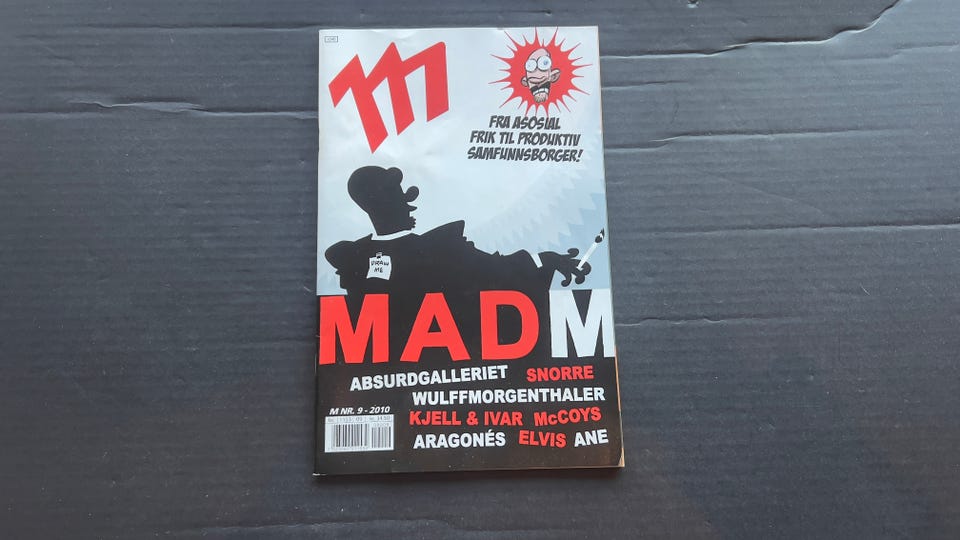 m
FRA ASOSIAL
FRIK TIL PRODUKTIV
SAMFUNNSBORGER!
DRAW
ME
MADM
ABSURDGALLERIET SNORRE
WULFFMORGENTHALER
KJELL & IVAR McCOYS
ARAGONÉS ELVIS ANE
M NR. 9 - 2010